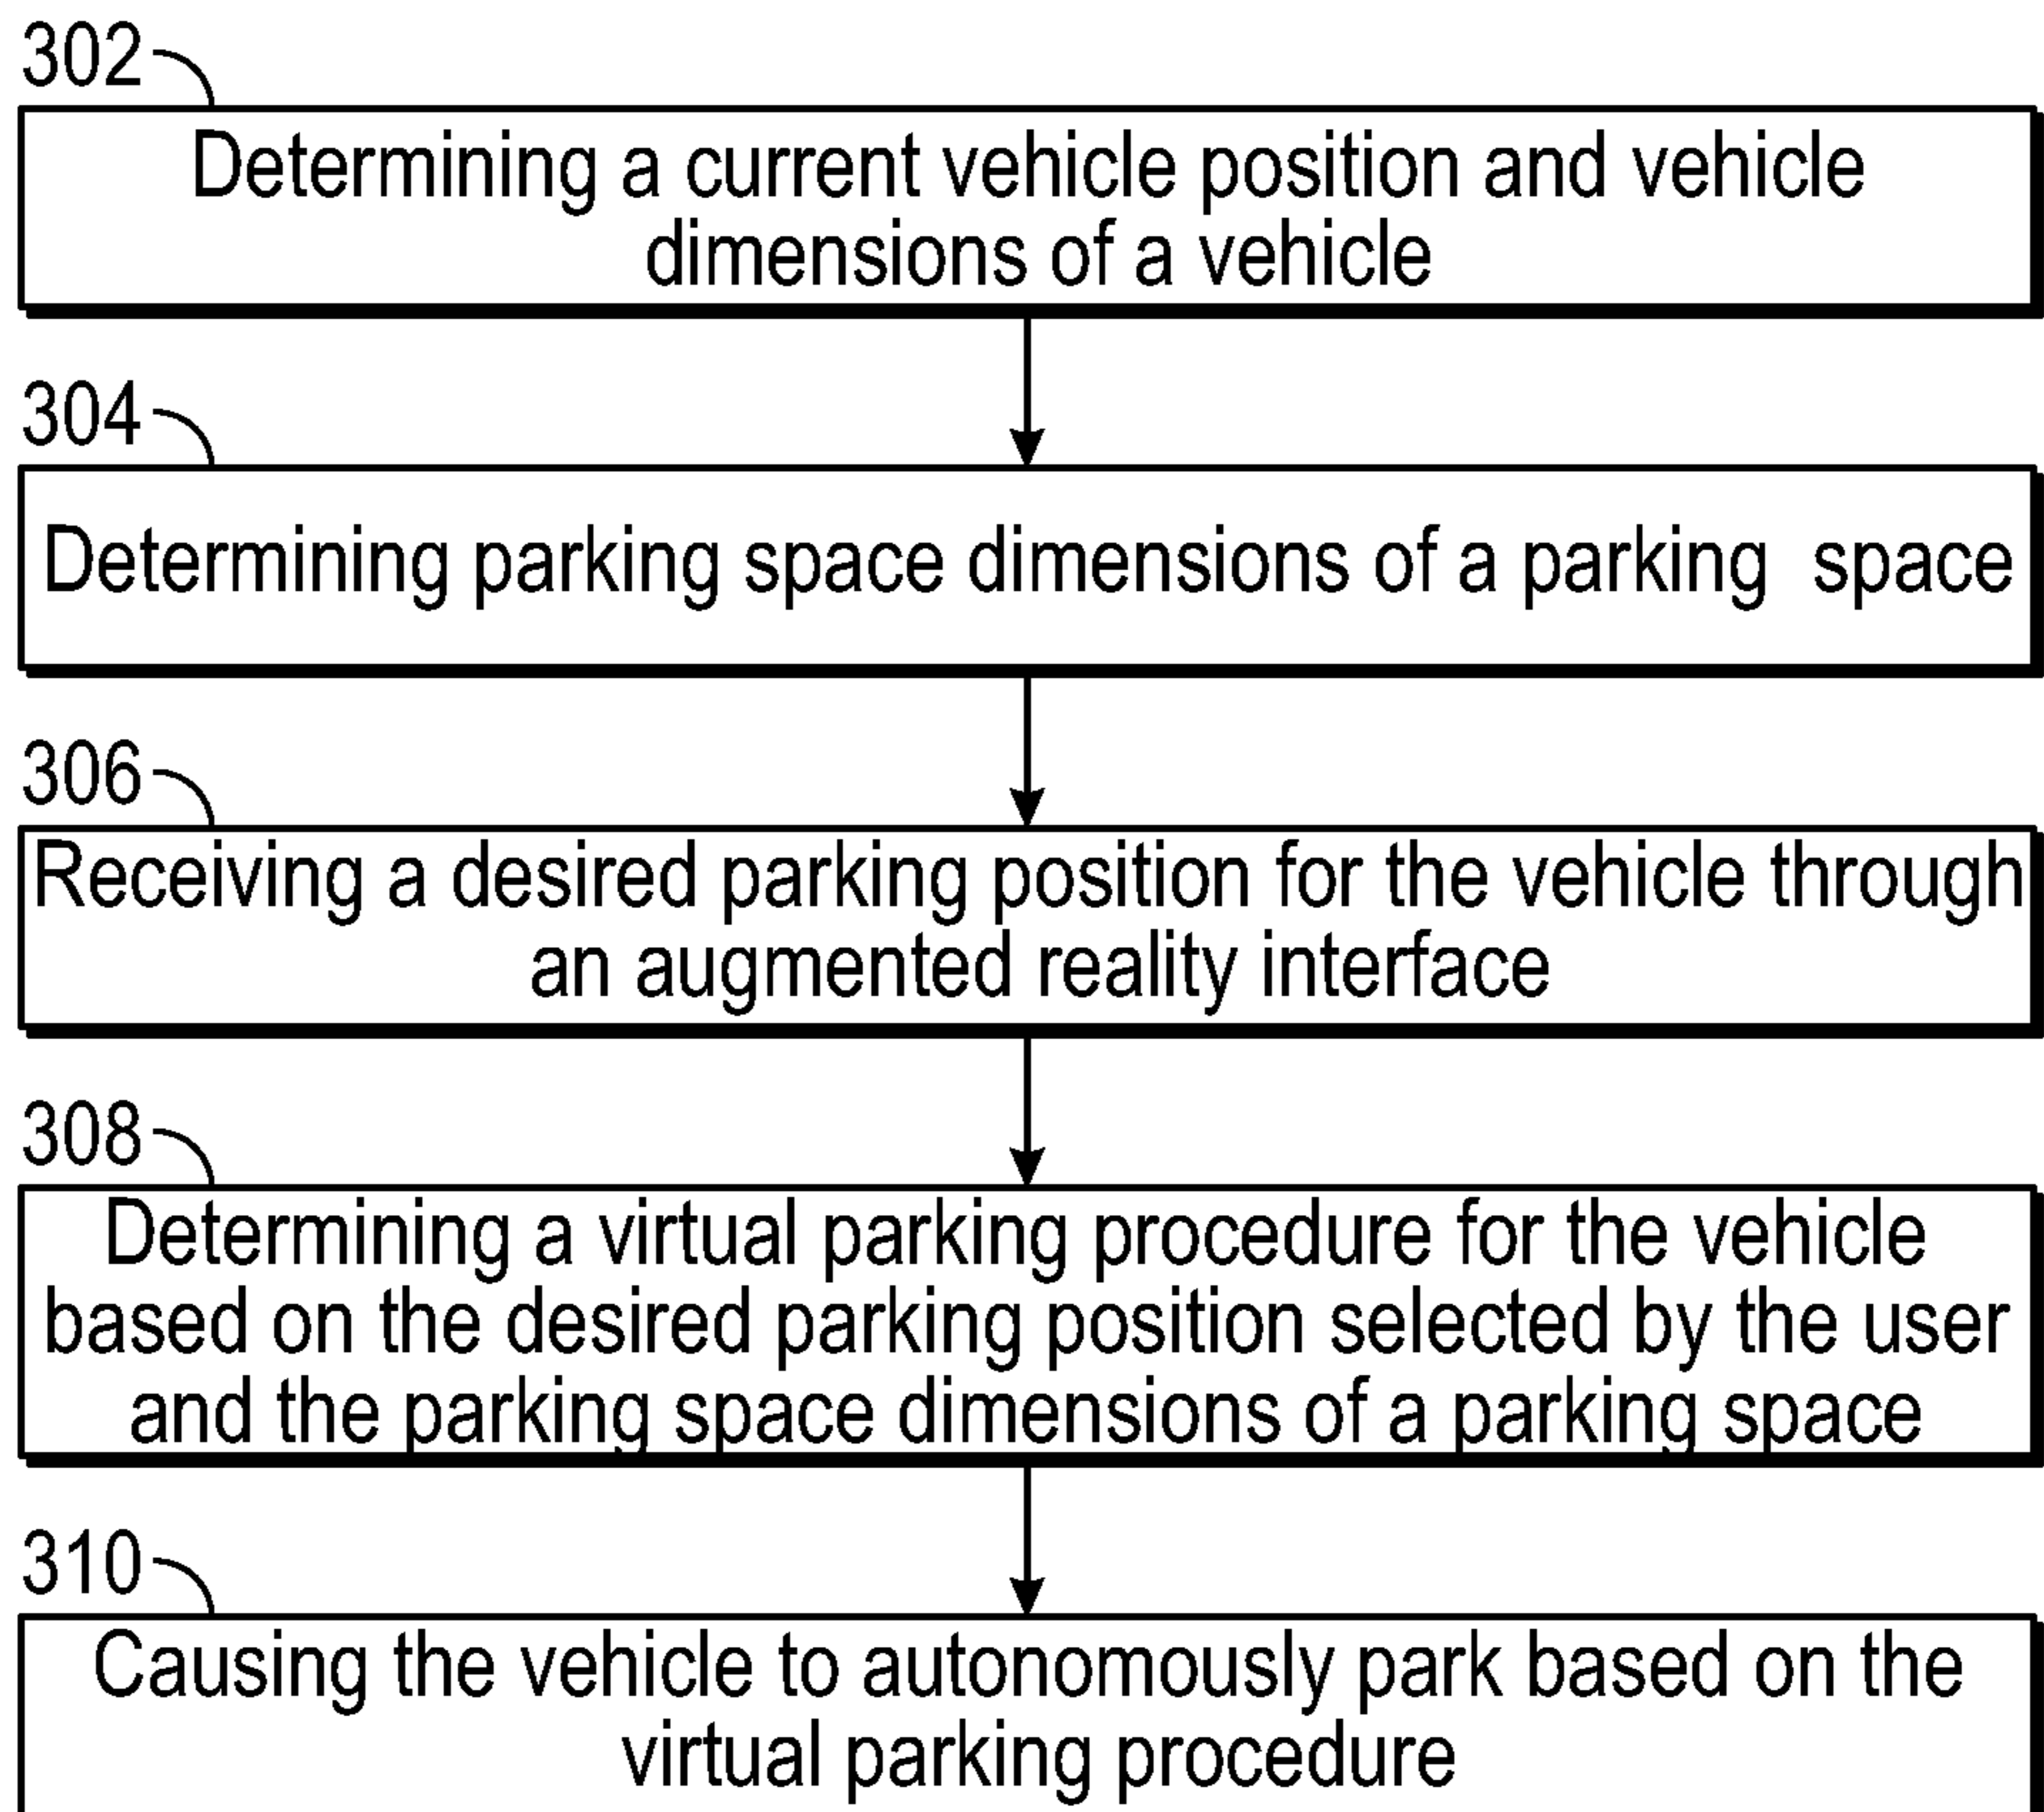 302
Determining a current vehicle position and vehicle
dimensions of a vehicle
304
Determining parking space dimensions of a parking space
306
Receiving a desired parking position for the vehicle through
an augmented reality interface
308
Determining a virtual parking procedure for the vehicle
based on the desired parking position selected by the user
and the parking space dimensions of a parking space
310
Causing the vehicle to autonomously park based on the
virtual parking procedure